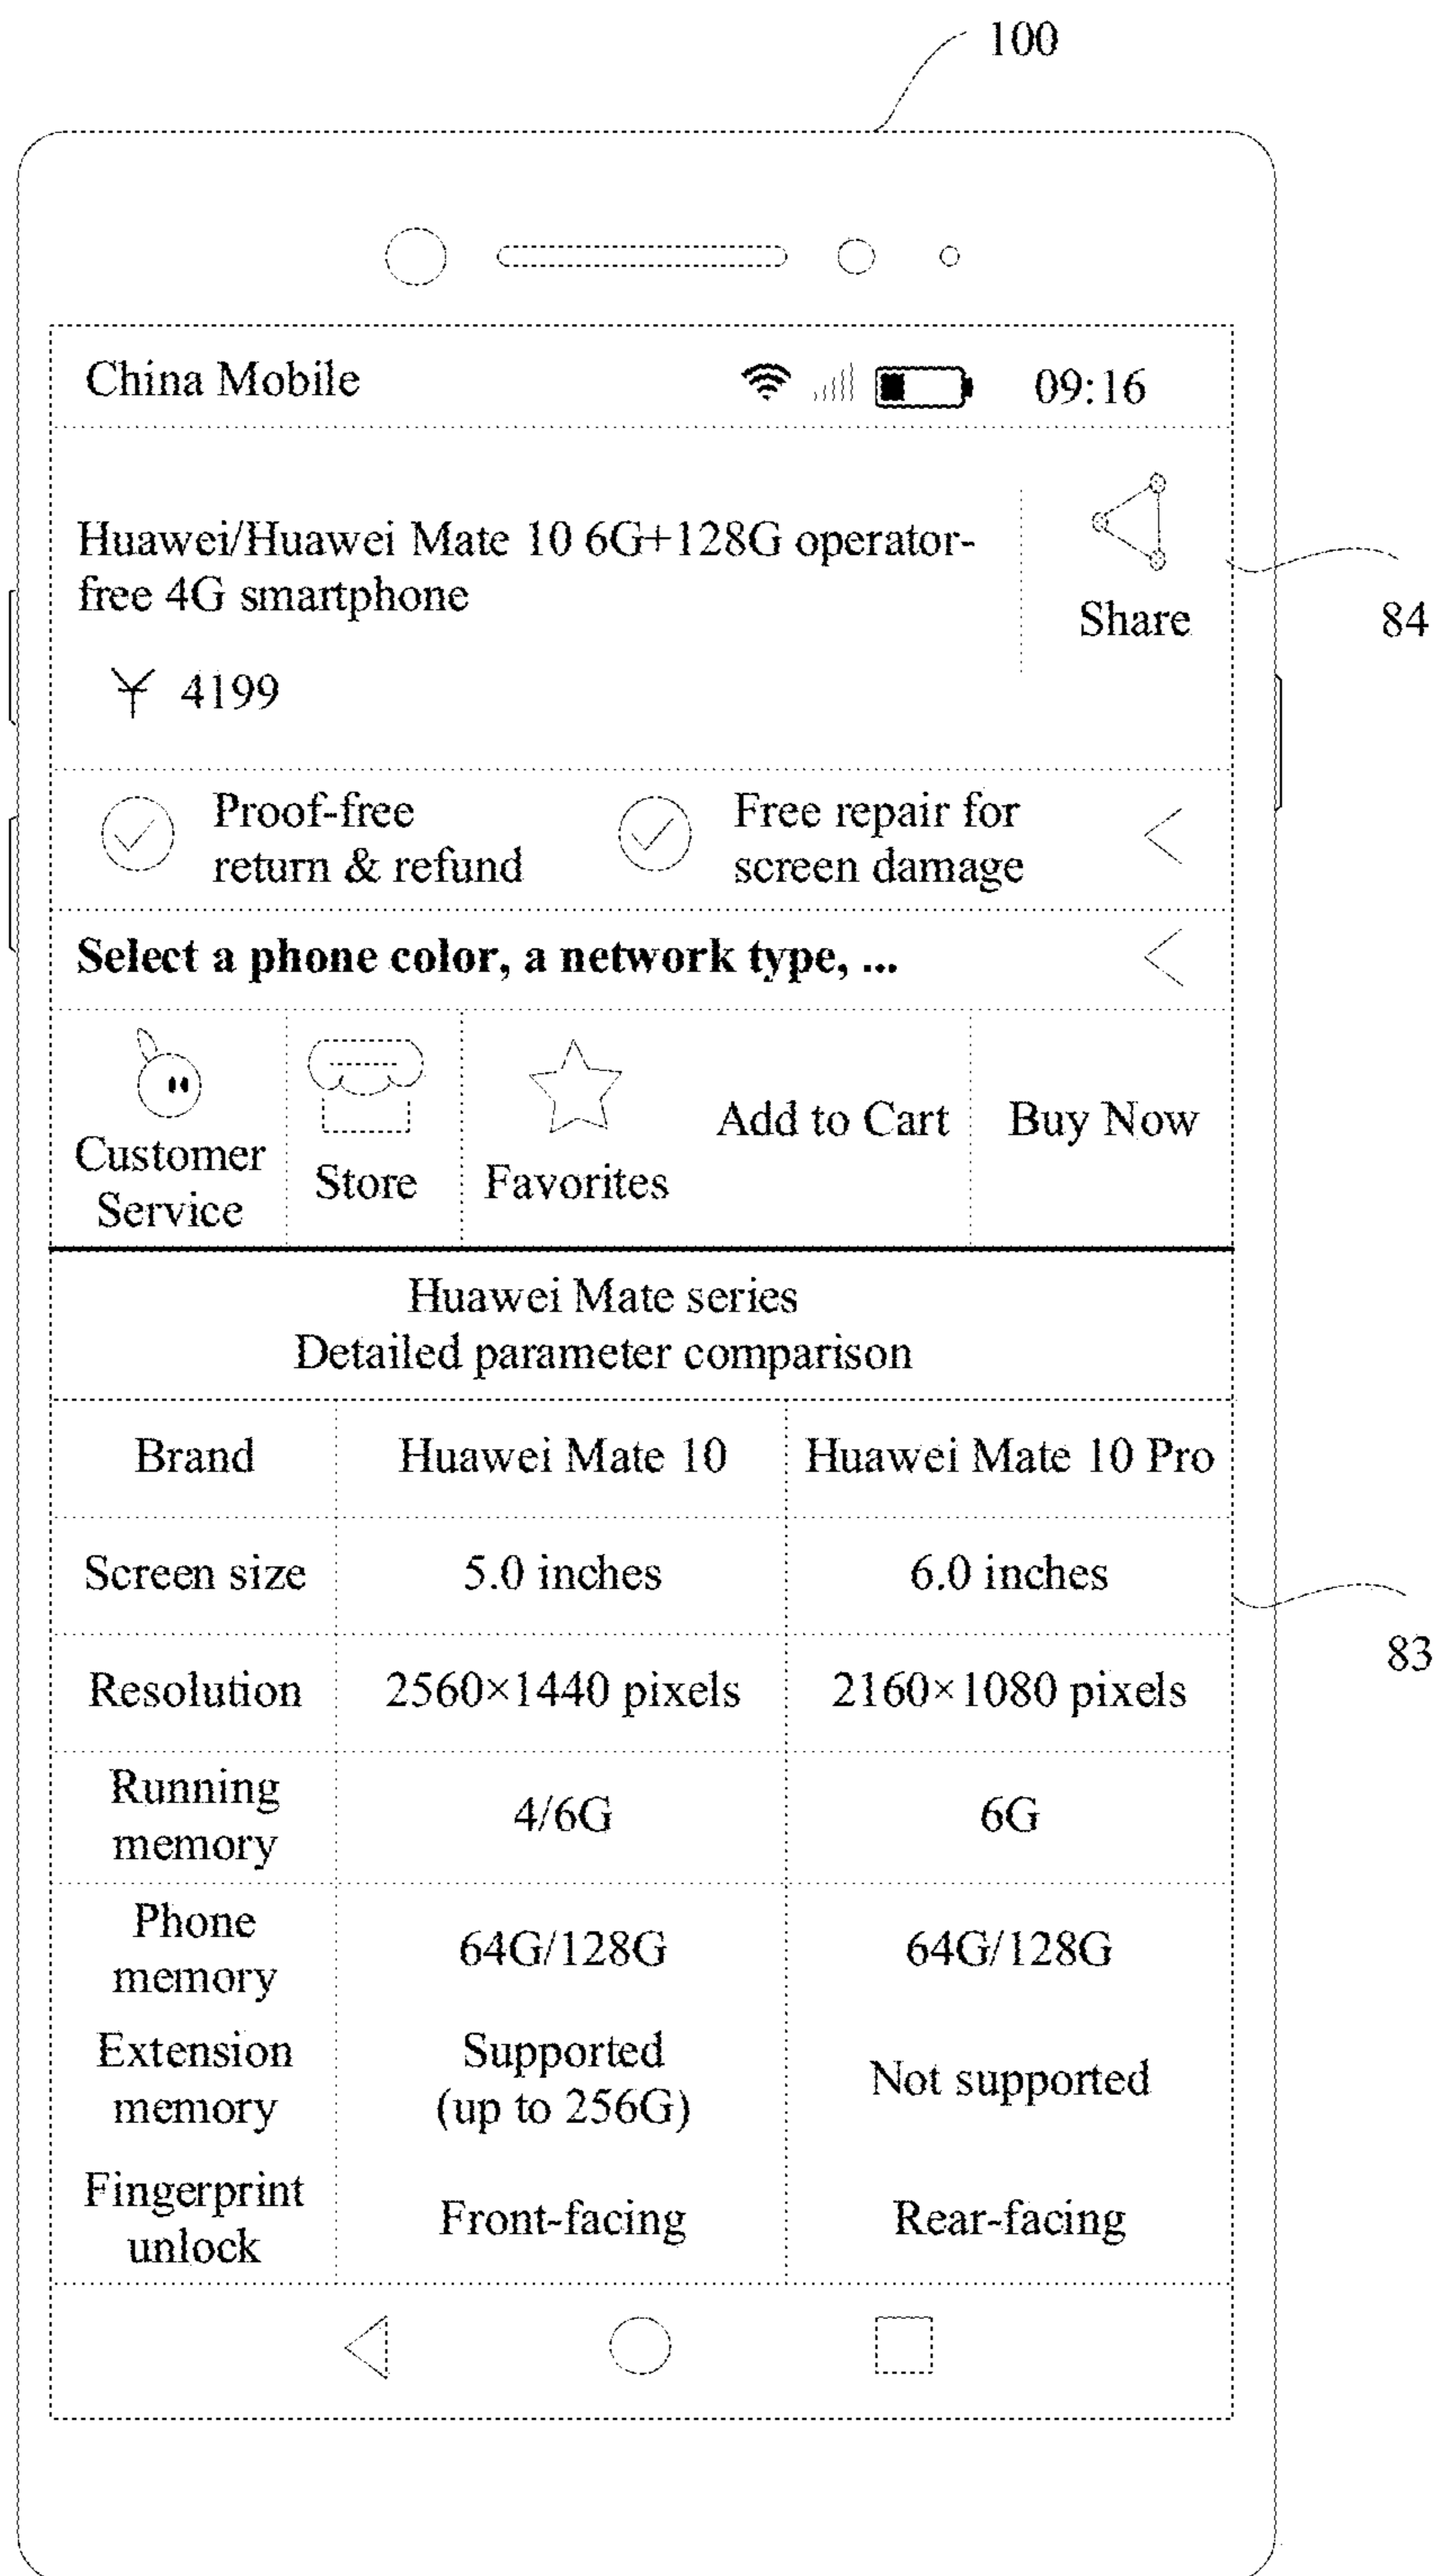 100
China Mobile 09:16
Huawei/Huawei Mate 10 6G+128G operator-
free 4G smartphone
Share
84
¥ 4199
Proof-free
return & refund
Free repair for
screen damage
Select a phone color, a network type, ...
Customer
Service
Store
Favorites
Add to Cart
Buy Now
Huawei Mate series
Detailed parameter comparison
Brand Huawei Mate 10 Huawei Mate 10 Pro
Screen size 5.0 inches 6.0 inches
83
Resolution 2560×1440 pixels 2160×1080 pixels
Running
memory
4/6G 6G
Phone
memory
64G/128G 64G/128G
Extension
memory
Supported
(up to 256G)
Not supported
Fingerprint
unlock
Front-facing Rear-facing